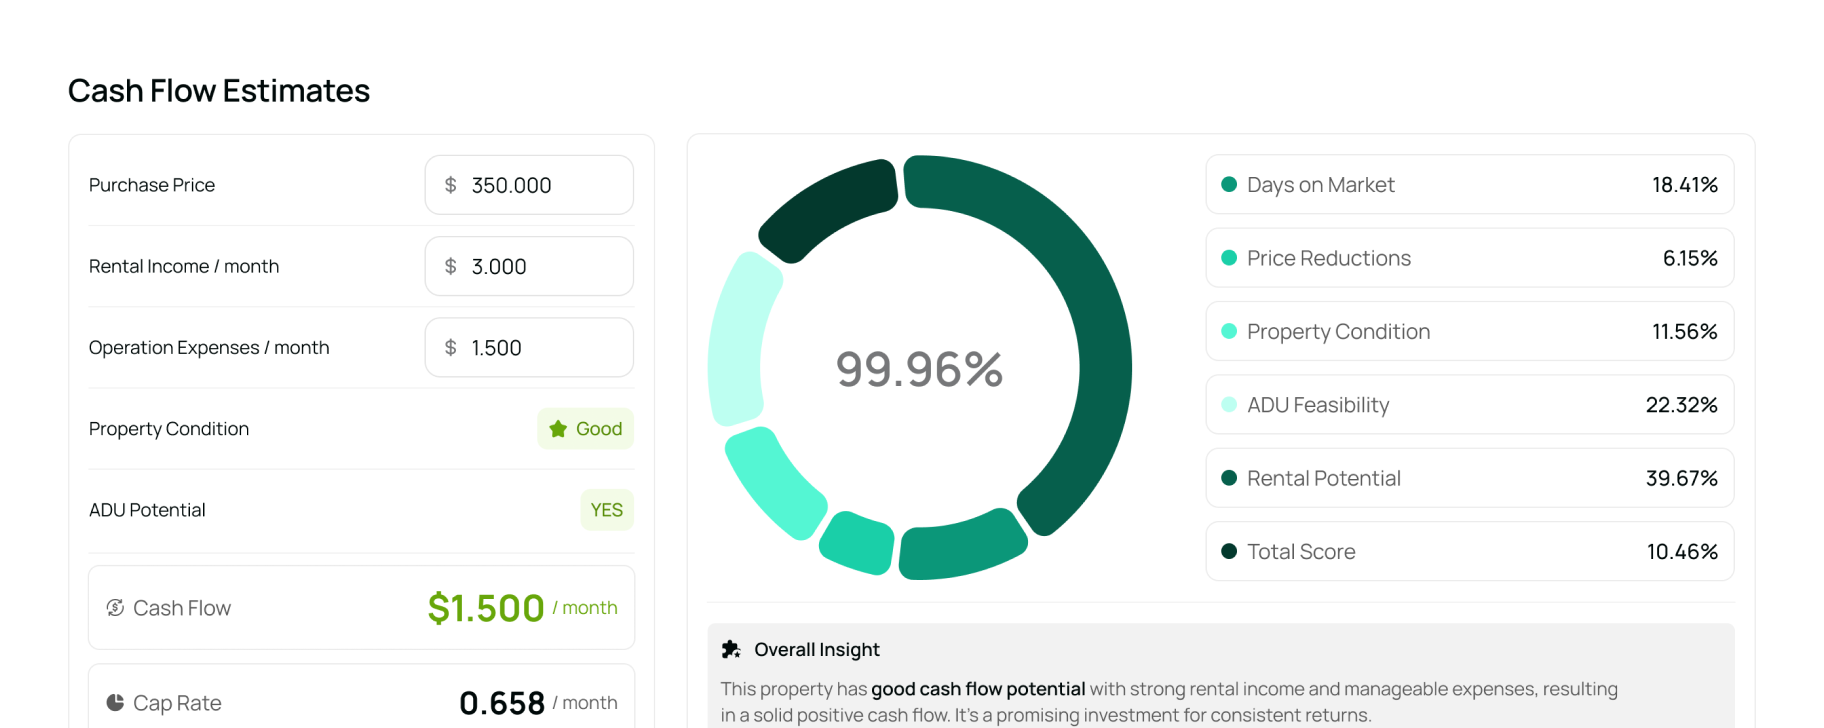 Cash Flow Estimates
Purchase Price $ 350.000
Rental Income / month $ 3.000
Operation Expenses / month $ 1.500
Property Condition Good
ADU Potential YES
Cash Flow $1.500 / month
Cap Rate 0.658 / month
99.96%
Days on Market 18.41%
Price Reductions 6.15%
Property Condition 11.56%
ADU Feasibility 22.32%
Rental Potential 39.67%
Total Score 10.46%
Overall Insight
This property has good cash flow potential with strong rental income and manageable expenses, resulting
in a solid positive cash flow. It's a promising investment for consistent returns.